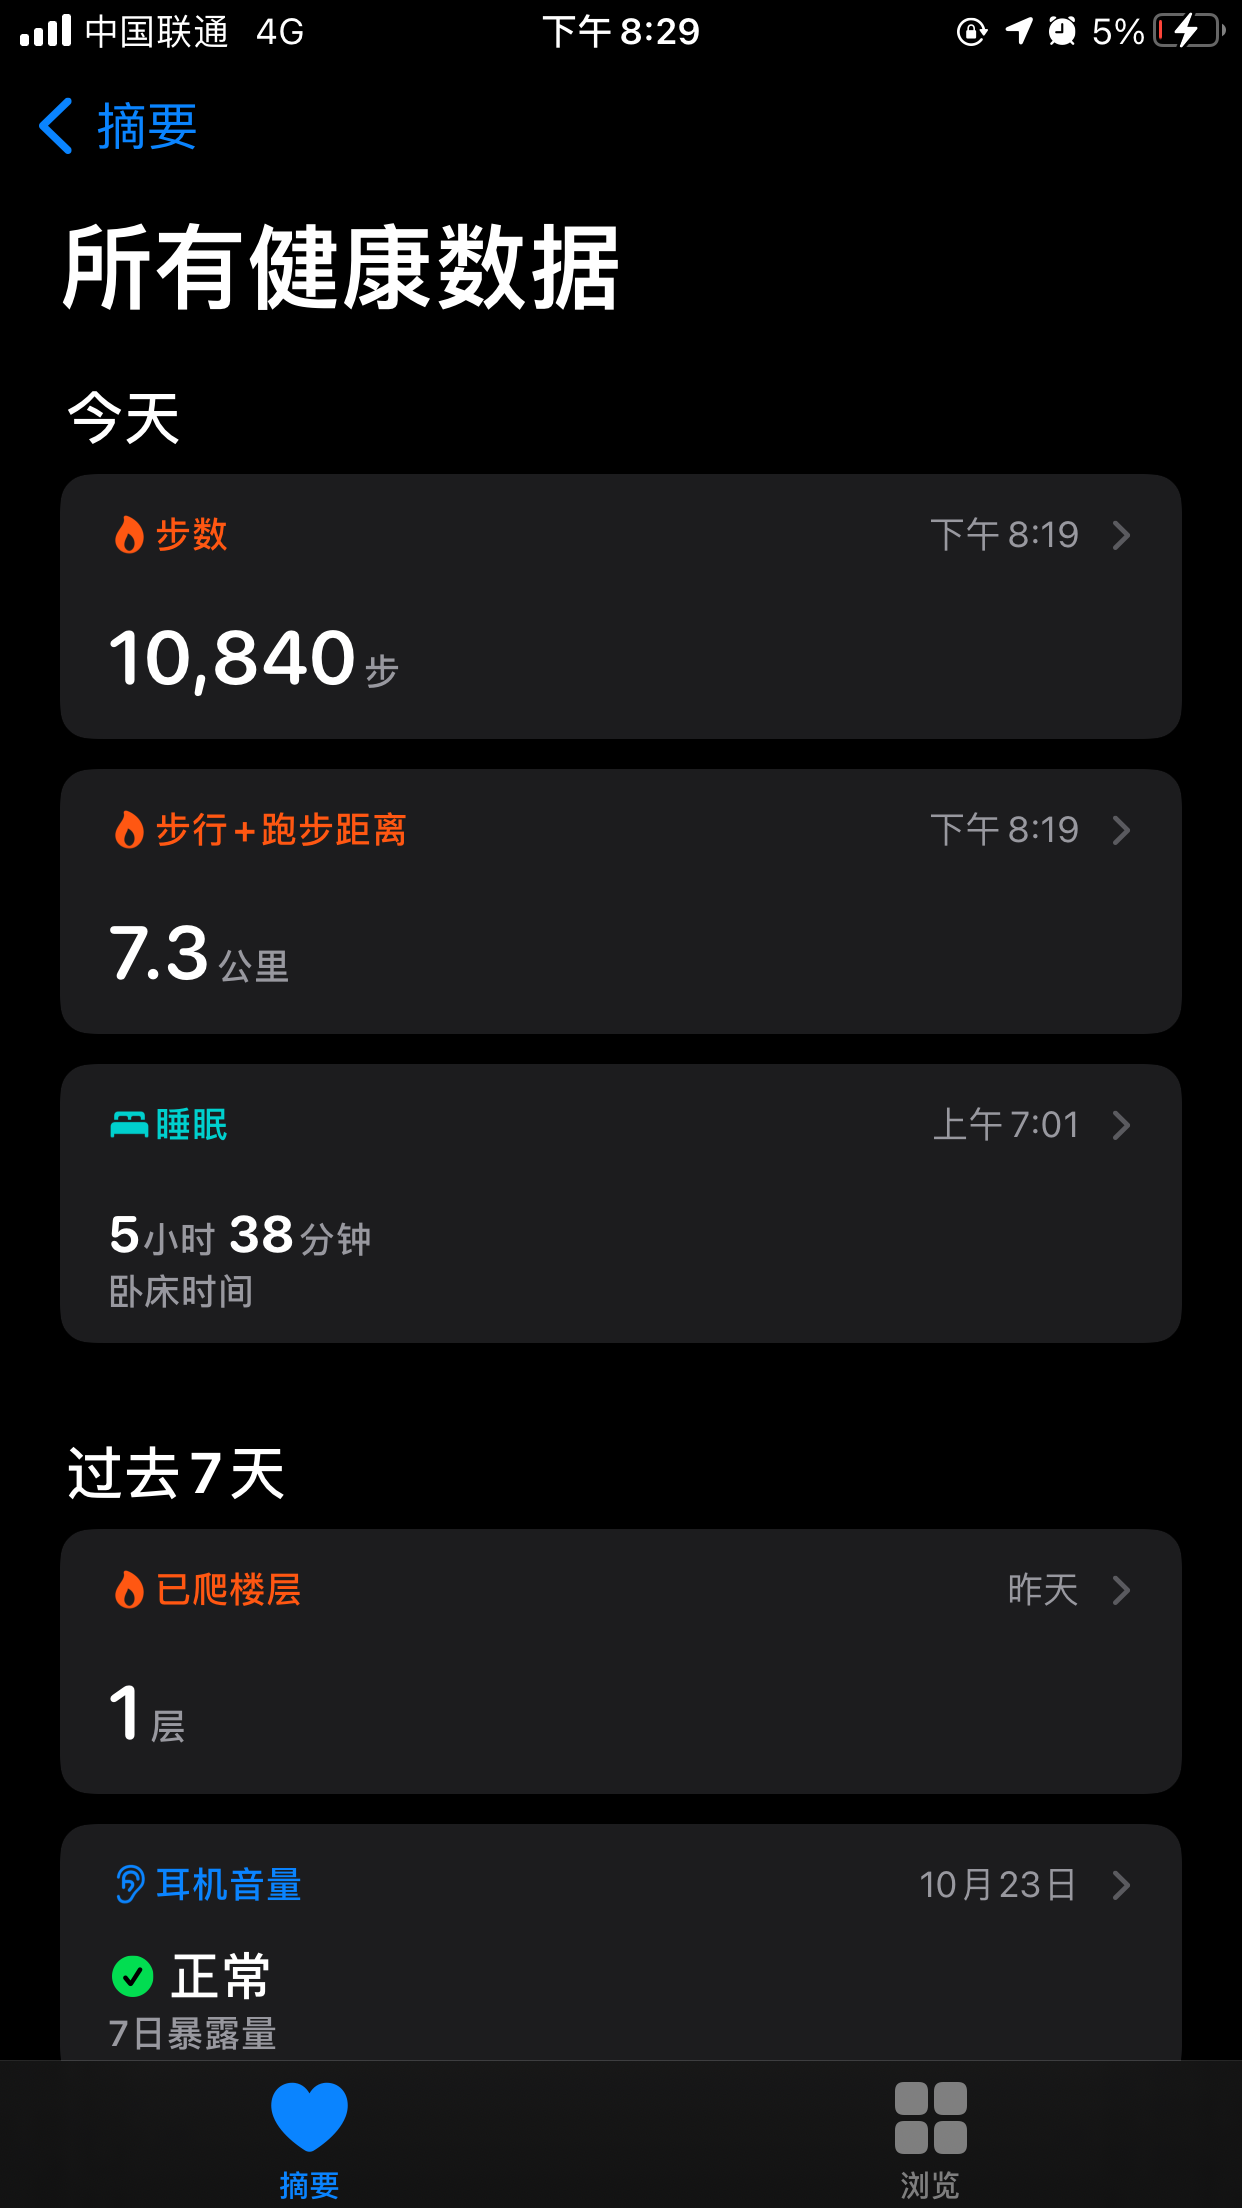 中国联通 4G 下午8:29 5%
摘要
所有健康数据
今天
步数 下午8:19
10,840步
步行+跑步距离 下午8:19
7.3公里
睡眠 上午7:01
5小时 38分钟
卧床时间
过去7天
已爬楼层 昨天
1层
耳机音量 10月23日
正常
7日暴露量
摘要 浏览